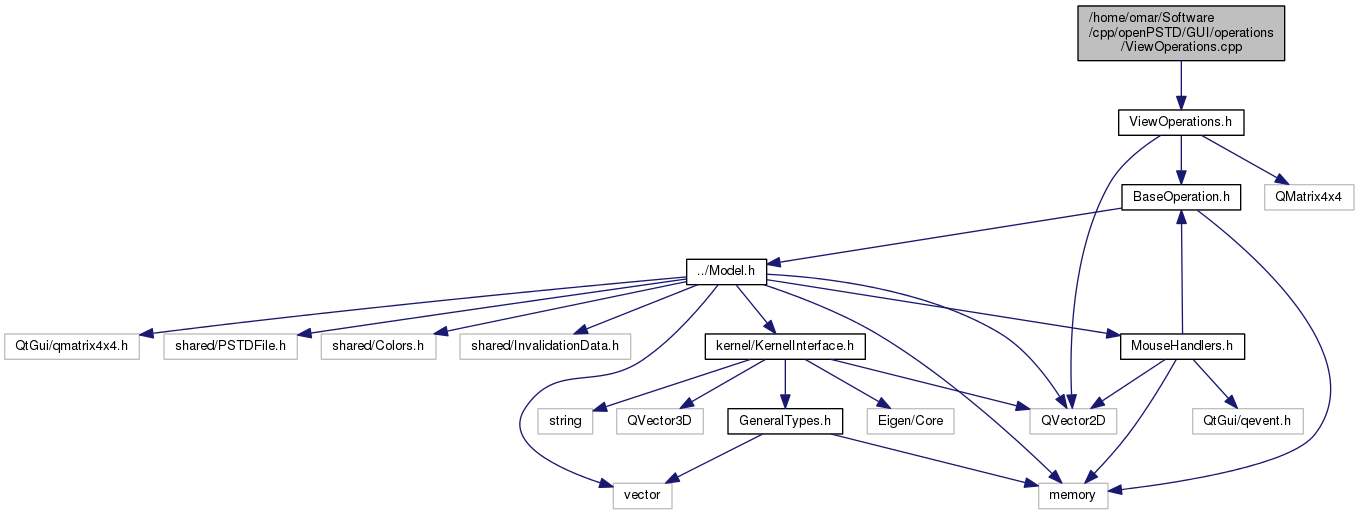 /home/omar/Software
/cpp/openPSTD/GUI/operations
/ViewOperations.cpp
ViewOperations.h
BaseOperation.h
QMatrix4x4
../Model.h
QtGui/qmatrix4x4.h
shared/PSTDFile.h
shared/Colors.h
shared/InvalidationData.h
kernel/KernelInterface.h
MouseHandlers.h
string
QVector3D
GeneralTypes.h
Eigen/Core
QVector2D
QtGui/qevent.h
vector
memory